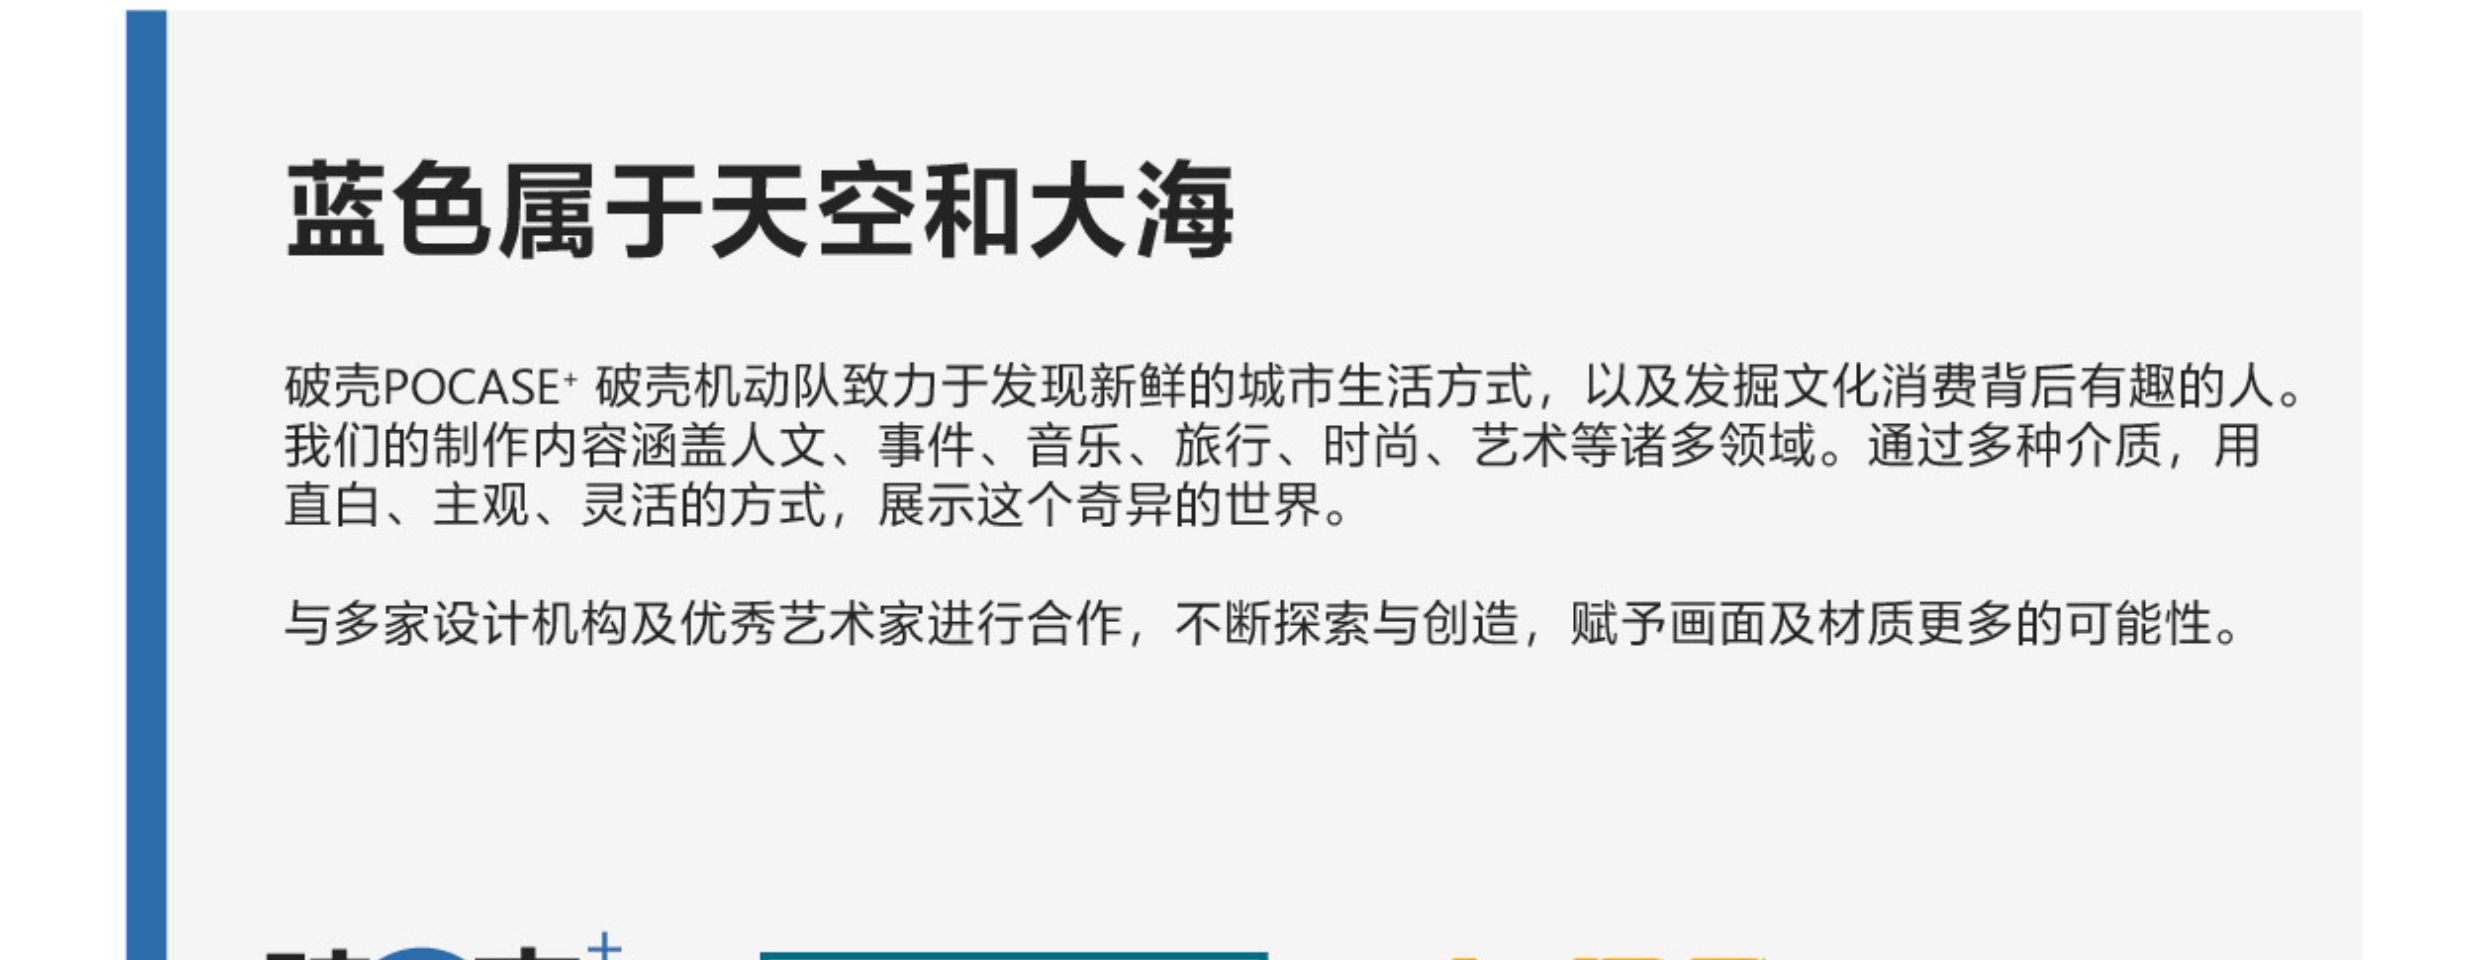 蓝色属于天空和大海
破壳POCASE⁺ 破壳机动队致力于发现新鲜的城市生活方式，以及发掘文化消费背后有趣的人。
我们的制作内容涵盖人文、事件、音乐、旅行、时尚、艺术等诸多领域。通过多种介质，用
直白、主观、灵活的方式，展示这个奇异的世界。
与多家设计机构及优秀艺术家进行合作，不断探索与创造，赋予画面及材质更多的可能性。